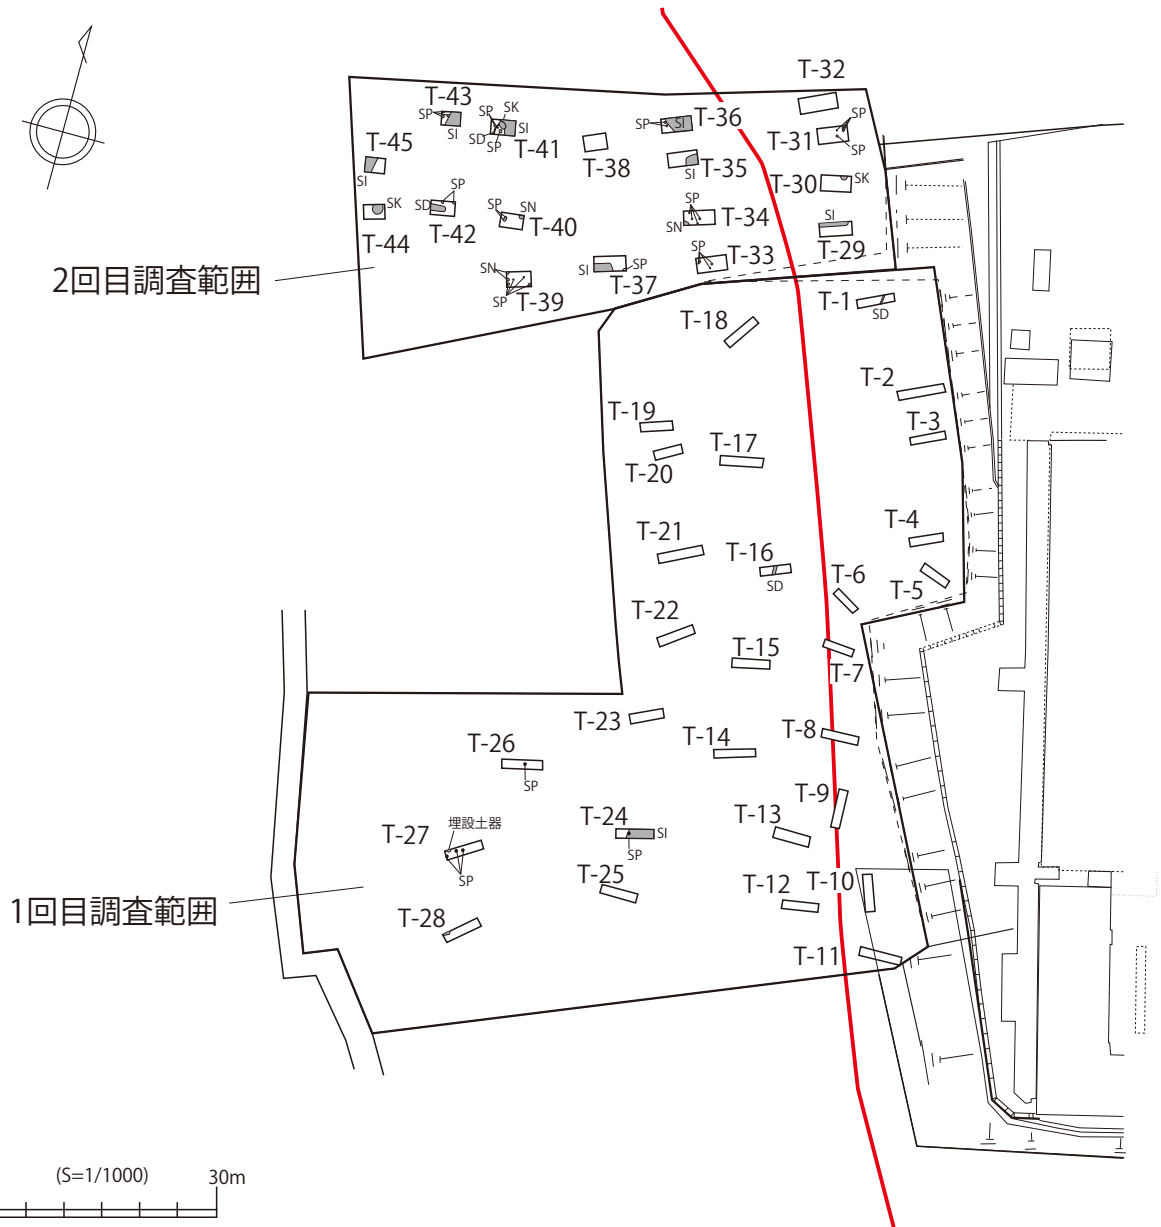 T-32
T-43
SP
SI
SP
SK
SD
SP
SI
T-41
SP
SI
T-36
T-31
SP
SP
T-45
SI
T-38
T-35
SI
T-30
SK
SK
T-44
SP
SD
T-42
SP
SN
T-40
SP
SN
T-34
SI
T-29
2回目調査範囲
SN
SP
T-39
SI
SP
T-37
SP
T-33
T-1
SD
T-18
T-2
T-19
T-3
T-20
T-17
T-4
T-21
T-16
SD
T-6
T-5
T-22
T-15
T-7
T-23
T-14
T-8
T-26
SP
T-9
T-27
埋設土器
SP
T-24
SI
SP
T-13
T-25
T-12
T-10
1回目調査範囲
T-28
T-11
(S=1/1000)
30m